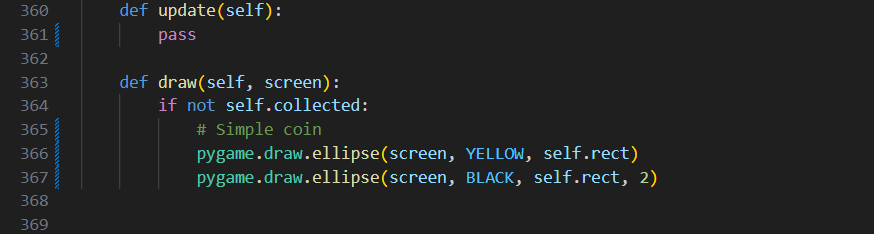 360 def update(self):
361 pass
362
363 def draw(self, screen):
364 if not self.collected:
365 # Simple coin
366 pygame.draw.ellipse(screen, YELLOW, self.rect)
367 pygame.draw.ellipse(screen, BLACK, self.rect, 2)
368
369